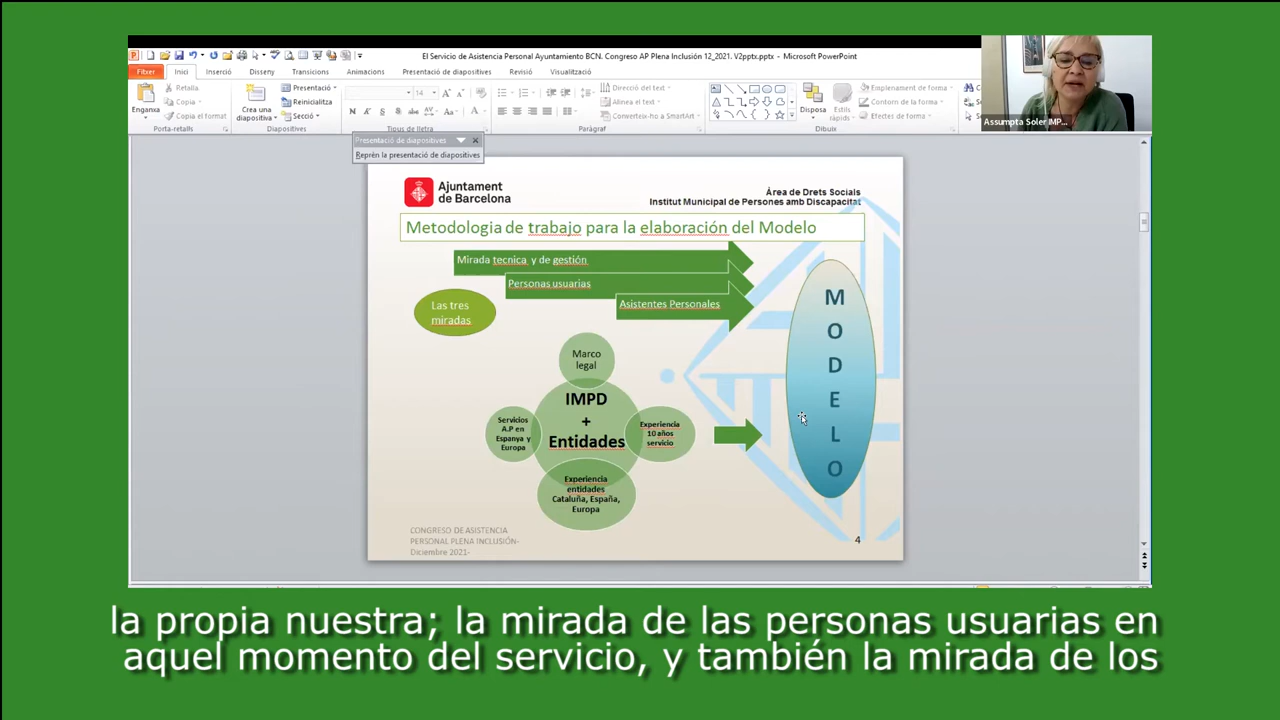 El Servicio de Asistencia Personal Ayuntamiento BCN. Congreso AP Plena Inclusión 12_2021. V2pptx.pptx - Microsoft PowerPoint
Fitxer Inici Inserció Disseny Transicions Animacions Presentació de diapositives Revisió Visualització
Enganxa
Retalla
Copia
Copia el format
Porta-retalls
Crea una
diapositiva
Presentació
Reinicialitza
Secció
Diapositives
14
Tipus de lletra
Direcció del text
Alinea el text
Converteix-ho a SmartArt
Paràgraf
Disposa
Estils
ràpids
Emplenament de forma
Contorn de la forma
Efectes de forma
Dibuix
Assumpta Soler IMP...
Presentació de diapositives
Reprèn la presentació de diapositives
Ajuntament
de Barcelona
Área de Drets Socials
Institut Municipal de Persones amb Discapacitat
Metodologia de trabajo para la elaboración del Modelo
Mirada tecnica y de gestión
Personas usuarias
Asistentes Personales
Las tres
miradas
Marco
legal
IMPD
+
Entidades
Servicios
A.P en
Espanya y
Europa
Experiencia
10 años
servicio
Experiencia
entidades
Cataluña, España,
Europa
M
O
D
E
L
O
CONGRESO DE ASISTENCIA
PERSONAL PLENA INCLUSIÓN-
Diciembre 2021-
4
la propia nuestra; la mirada de las personas usuarias en
aquel momento del servicio, y también la mirada de los